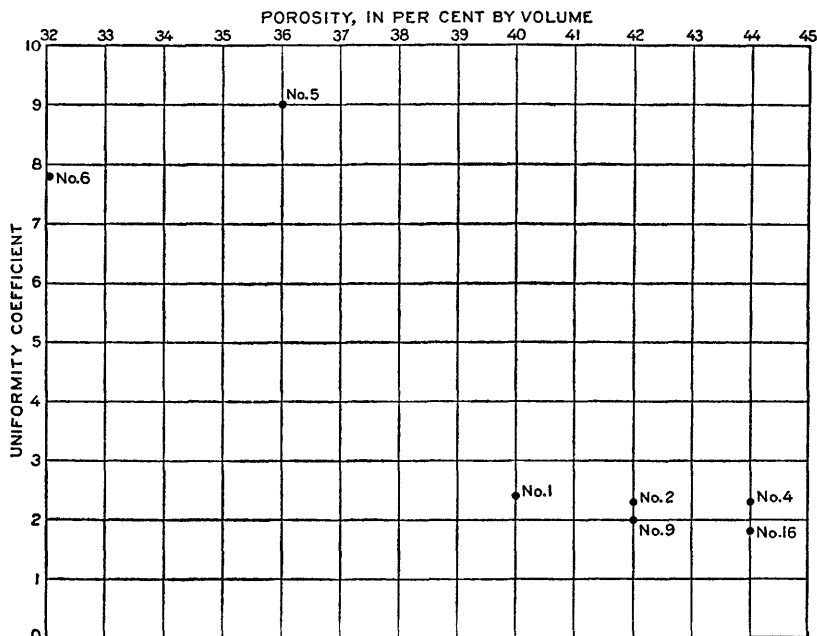 POROSITY, IN PER CENT BY VOLUME
32 33 34 35 36 37 38 39 40 41 42 43 44 45
10
No.5
9
8
No.6
7
UNIFORMITY COEFFICIENT
6
5
4
3
No.1 No.2 No.4
2
No.9 No.16
1
0